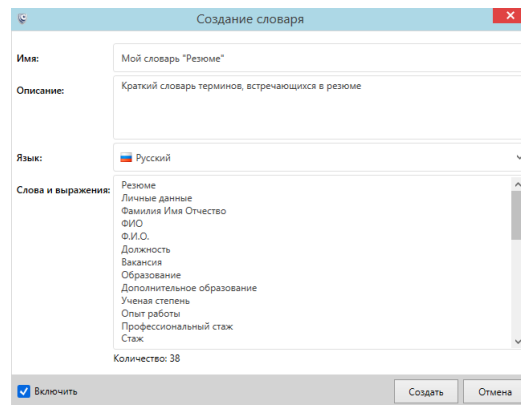 Создание словаря
Имя:
Мой словарь "Резюме"
Описание:
Краткий словарь терминов, встречающихся в резюме
Язык:
Русский
Слова и выражения:
Резюме
Личные данные
Фамилия Имя Отчество
ФИО
Ф.И.О.
Должность
Вакансия
Образование
Дополнительное образование
Ученая степень
Опыт работы
Профессиональный стаж
Стаж
Количество: 38
Включить
Создать
Отмена